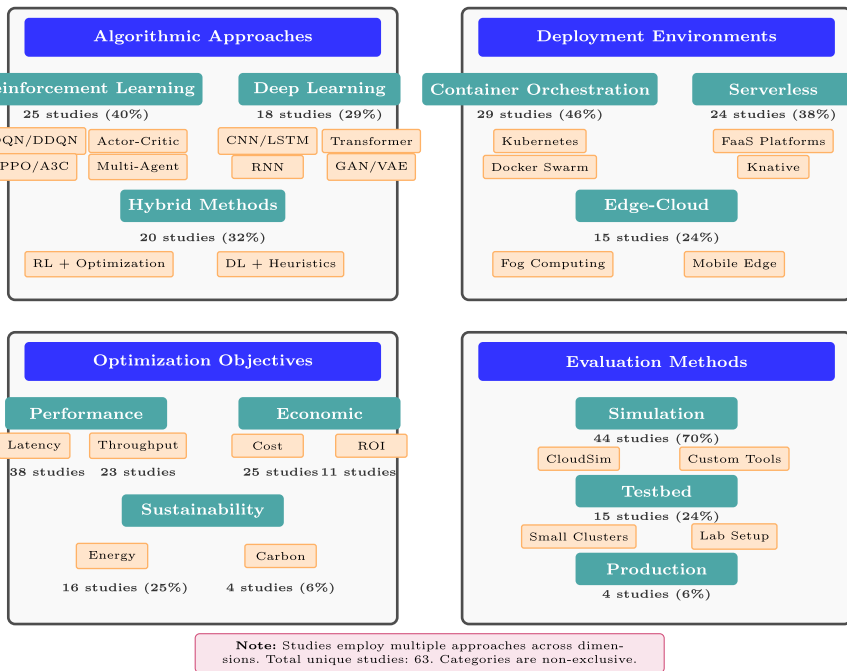 Algorithmic Approaches
einforcement Learning
25 studies (40%)
DQN/DDQN
Actor-Critic
PPO/A3C
Multi-Agent
Deep Learning
18 studies (29%)
CNN/LSTM
Transformer
RNN
GAN/VAE
Hybrid Methods
20 studies (32%)
RL + Optimization
DL + Heuristics
Deployment Environments
Container Orchestration
29 studies (46%)
Kubernetes
Docker Swarm
Serverless
24 studies (38%)
FaaS Platforms
Knative
Edge-Cloud
15 studies (24%)
Fog Computing
Mobile Edge
Optimization Objectives
Performance
Latency
Throughput
38 studies
23 studies
Economic
Cost
ROI
25 studies
11 studies
Sustainability
Energy
Carbon
16 studies (25%)
4 studies (6%)
Evaluation Methods
Simulation
44 studies (70%)
CloudSim
Custom Tools
Testbed
15 studies (24%)
Small Clusters
Lab Setup
Production
4 studies (6%)
Note: Studies employ multiple approaches across dimen-
sions. Total unique studies: 63. Categories are non-exclusive.